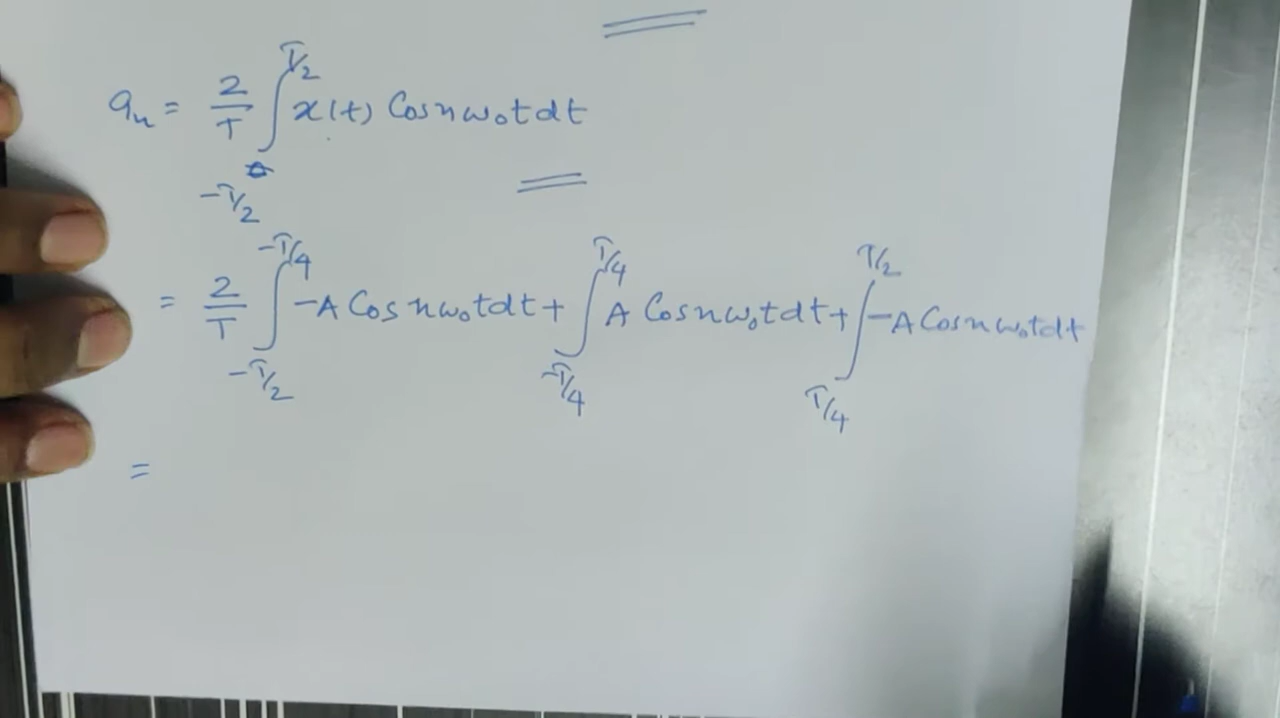 aₙ = 2/T ∫_{-T/2}^{T/2} x(t) Cos nω₀t dt
= 2/T ∫_{-T/2}^{-T/4} -A Cos nω₀t dt + ∫_{-T/4}^{T/4} A Cos nω₀t dt + ∫_{T/4}^{T/2} -A Cos nω₀t dt
=